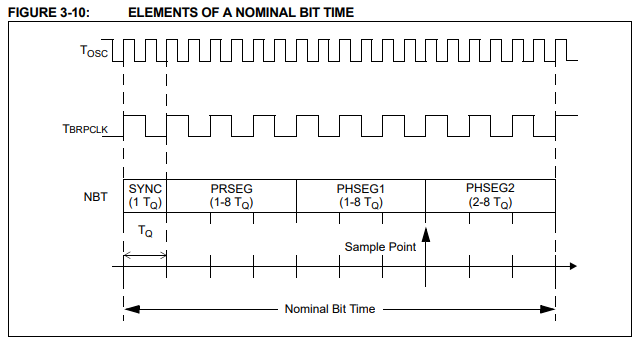 FIGURE 3-10: ELEMENTS OF A NOMINAL BIT TIME
TOSC
TBRPCLK
NBT
SYNC
(1 TQ)
PRSEG
(1-8 TQ)
PHSEG1
(1-8 TQ)
PHSEG2
(2-8 TQ)
TQ
Sample Point
Nominal Bit Time